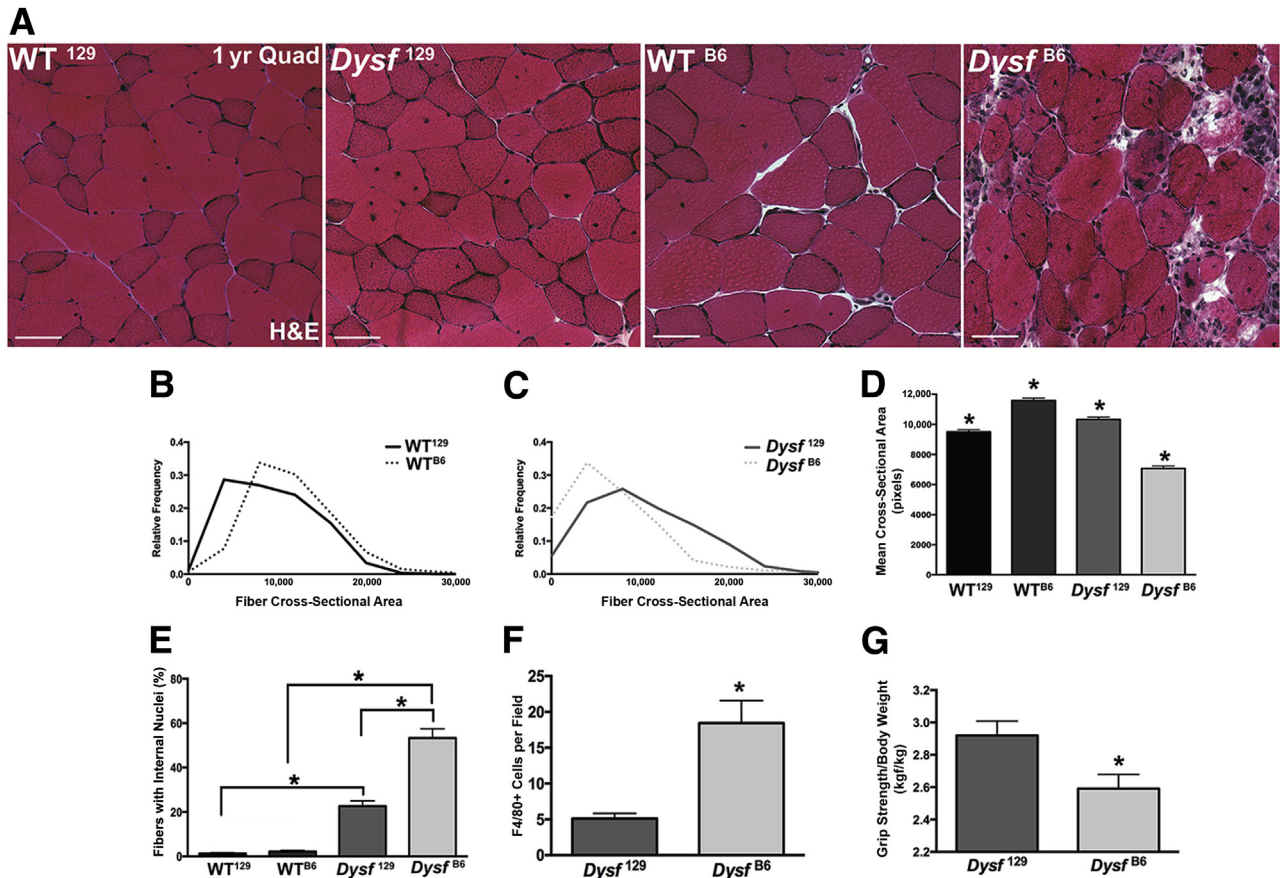 A
WT 129
1 yr Quad
H&E
Dysf 129
WT B6
Dysf B6
B
Relative Frequency
0.4
0.3
0.2
0.1
0.0
0
10,000
20,000
30,000
Fiber Cross-Sectional Area
WT129
WTB6
C
Relative Frequency
0.4
0.3
0.2
0.1
0.0
0
10,000
20,000
30,000
Fiber Cross-Sectional Area
Dysf 129
Dysf B6
D
Mean Cross-Sectional Area
(pixels)
12,000
10,000
8000
6000
4000
2000
0
*
*
*
*
WT129
WTB6
Dysf 129
Dysf B6
E
Fibers with Internal Nuclei (%)
80
60
40
20
0
*
*
*
WT129
WTB6
Dysf 129
Dysf B6
F
F4/80+ Cells per Field
25
20
15
10
5
0
*
Dysf 129
Dysf B6
G
Grip Strength/Body Weight
(kgf/kg)
3.2
3.0
2.8
2.6
2.4
2.2
*
Dysf 129
Dysf B6